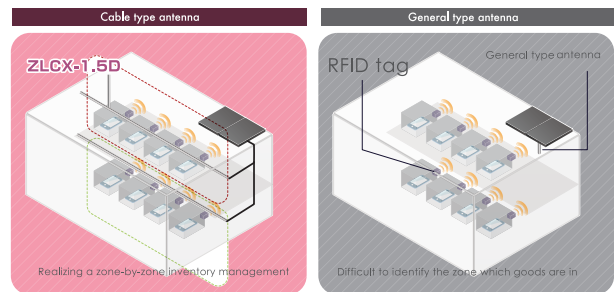 Cable type antenna
ZLCX-1.5D
Realizing a zone-by-zone inventory management
General type antenna
RFID tag
General type antenna
Difficult to identify the zone which goods are in